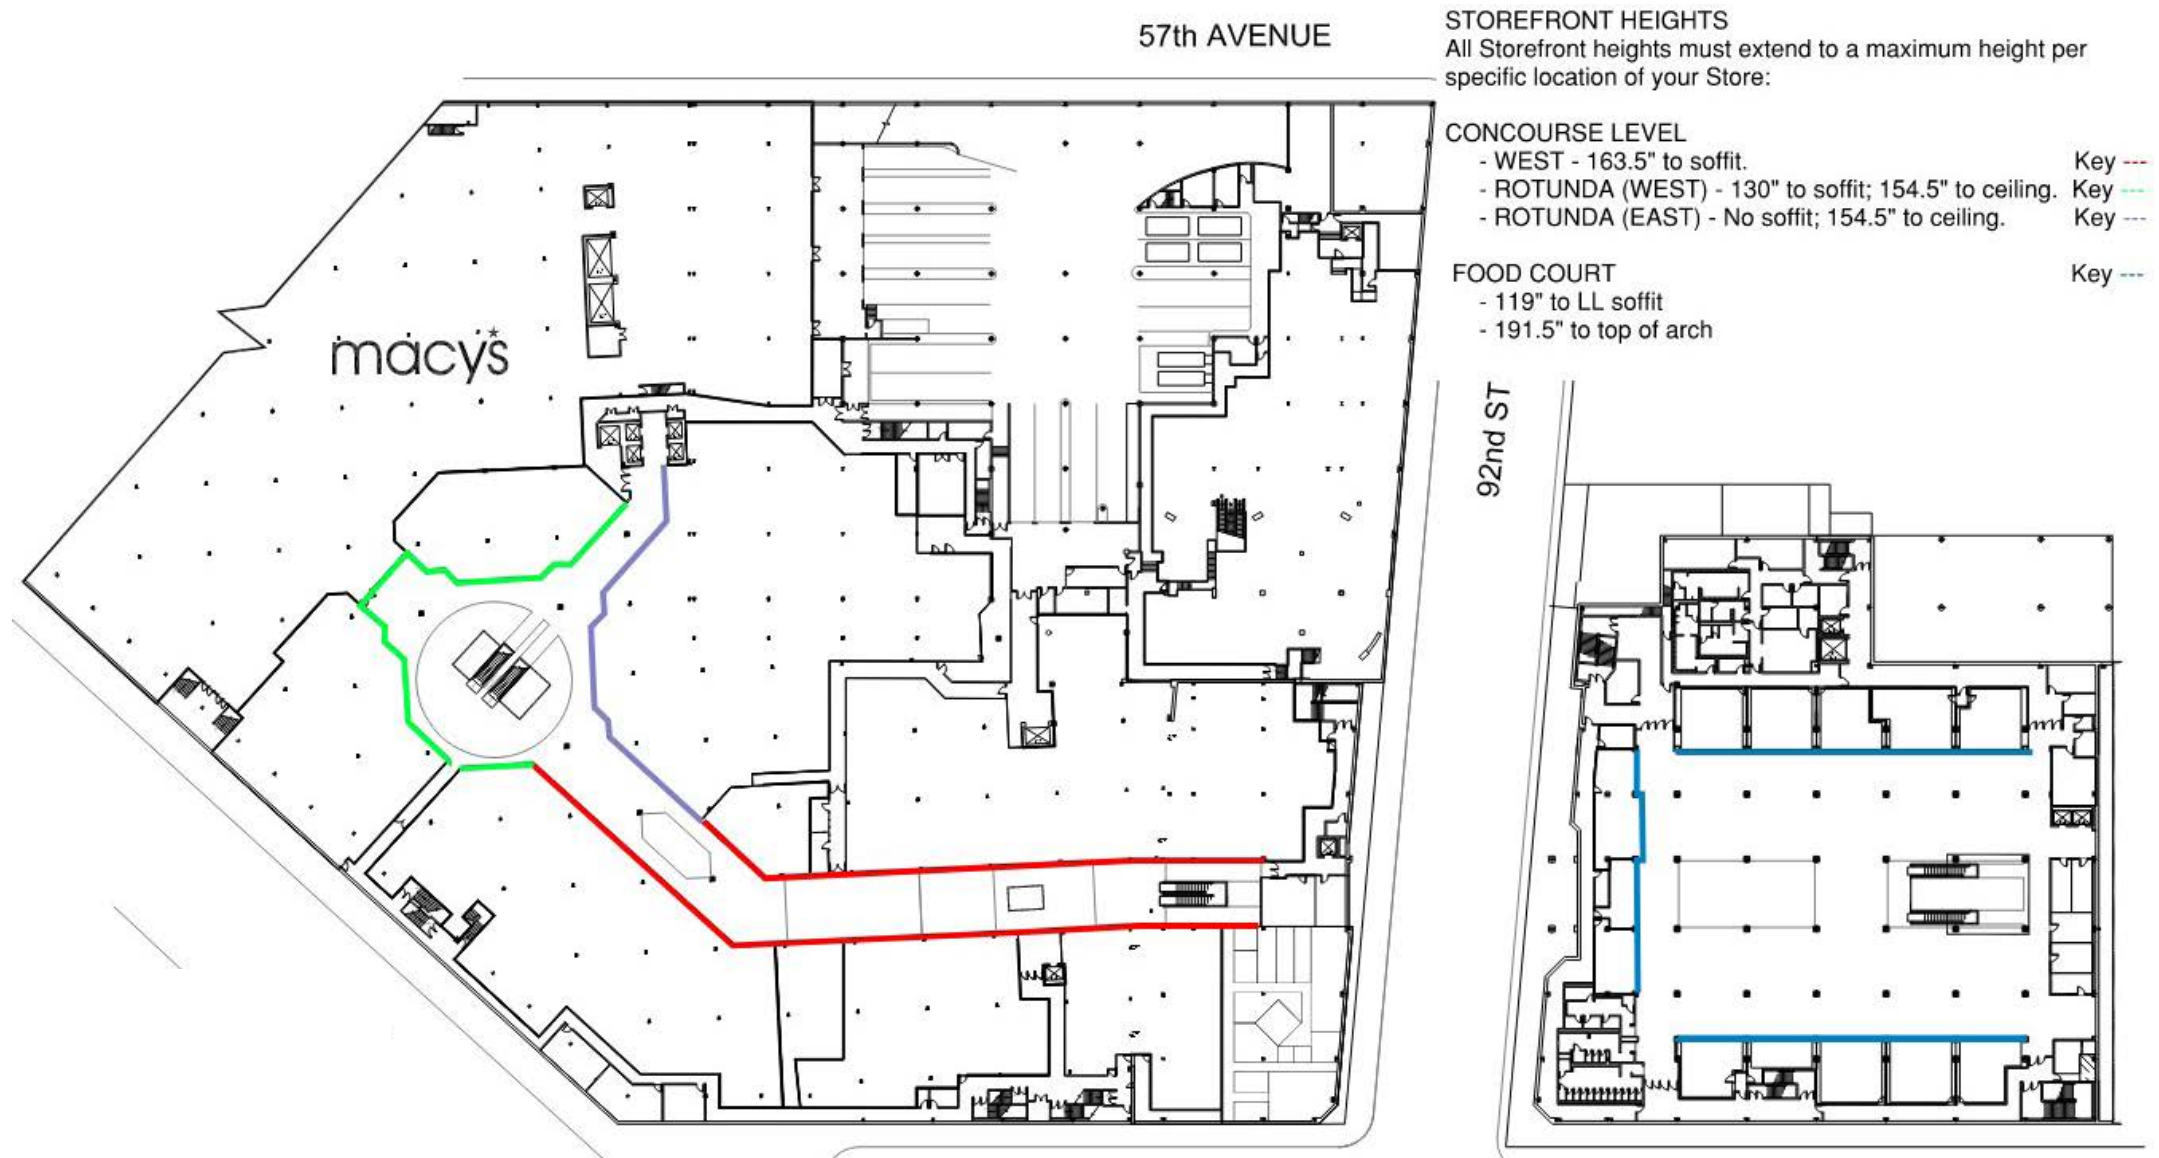 57th AVENUE
STOREFRONT HEIGHTS
All Storefront heights must extend to a maximum height per
specific location of your Store:
CONCOURSE LEVEL
- WEST - 163.5" to soffit. Key ---
- ROTUNDA (WEST) - 130" to soffit; 154.5" to ceiling. Key ---
- ROTUNDA (EAST) - No soffit; 154.5" to ceiling. Key ---
FOOD COURT Key ---
- 119" to LL soffit
- 191.5" to top of arch
macy's
92nd ST